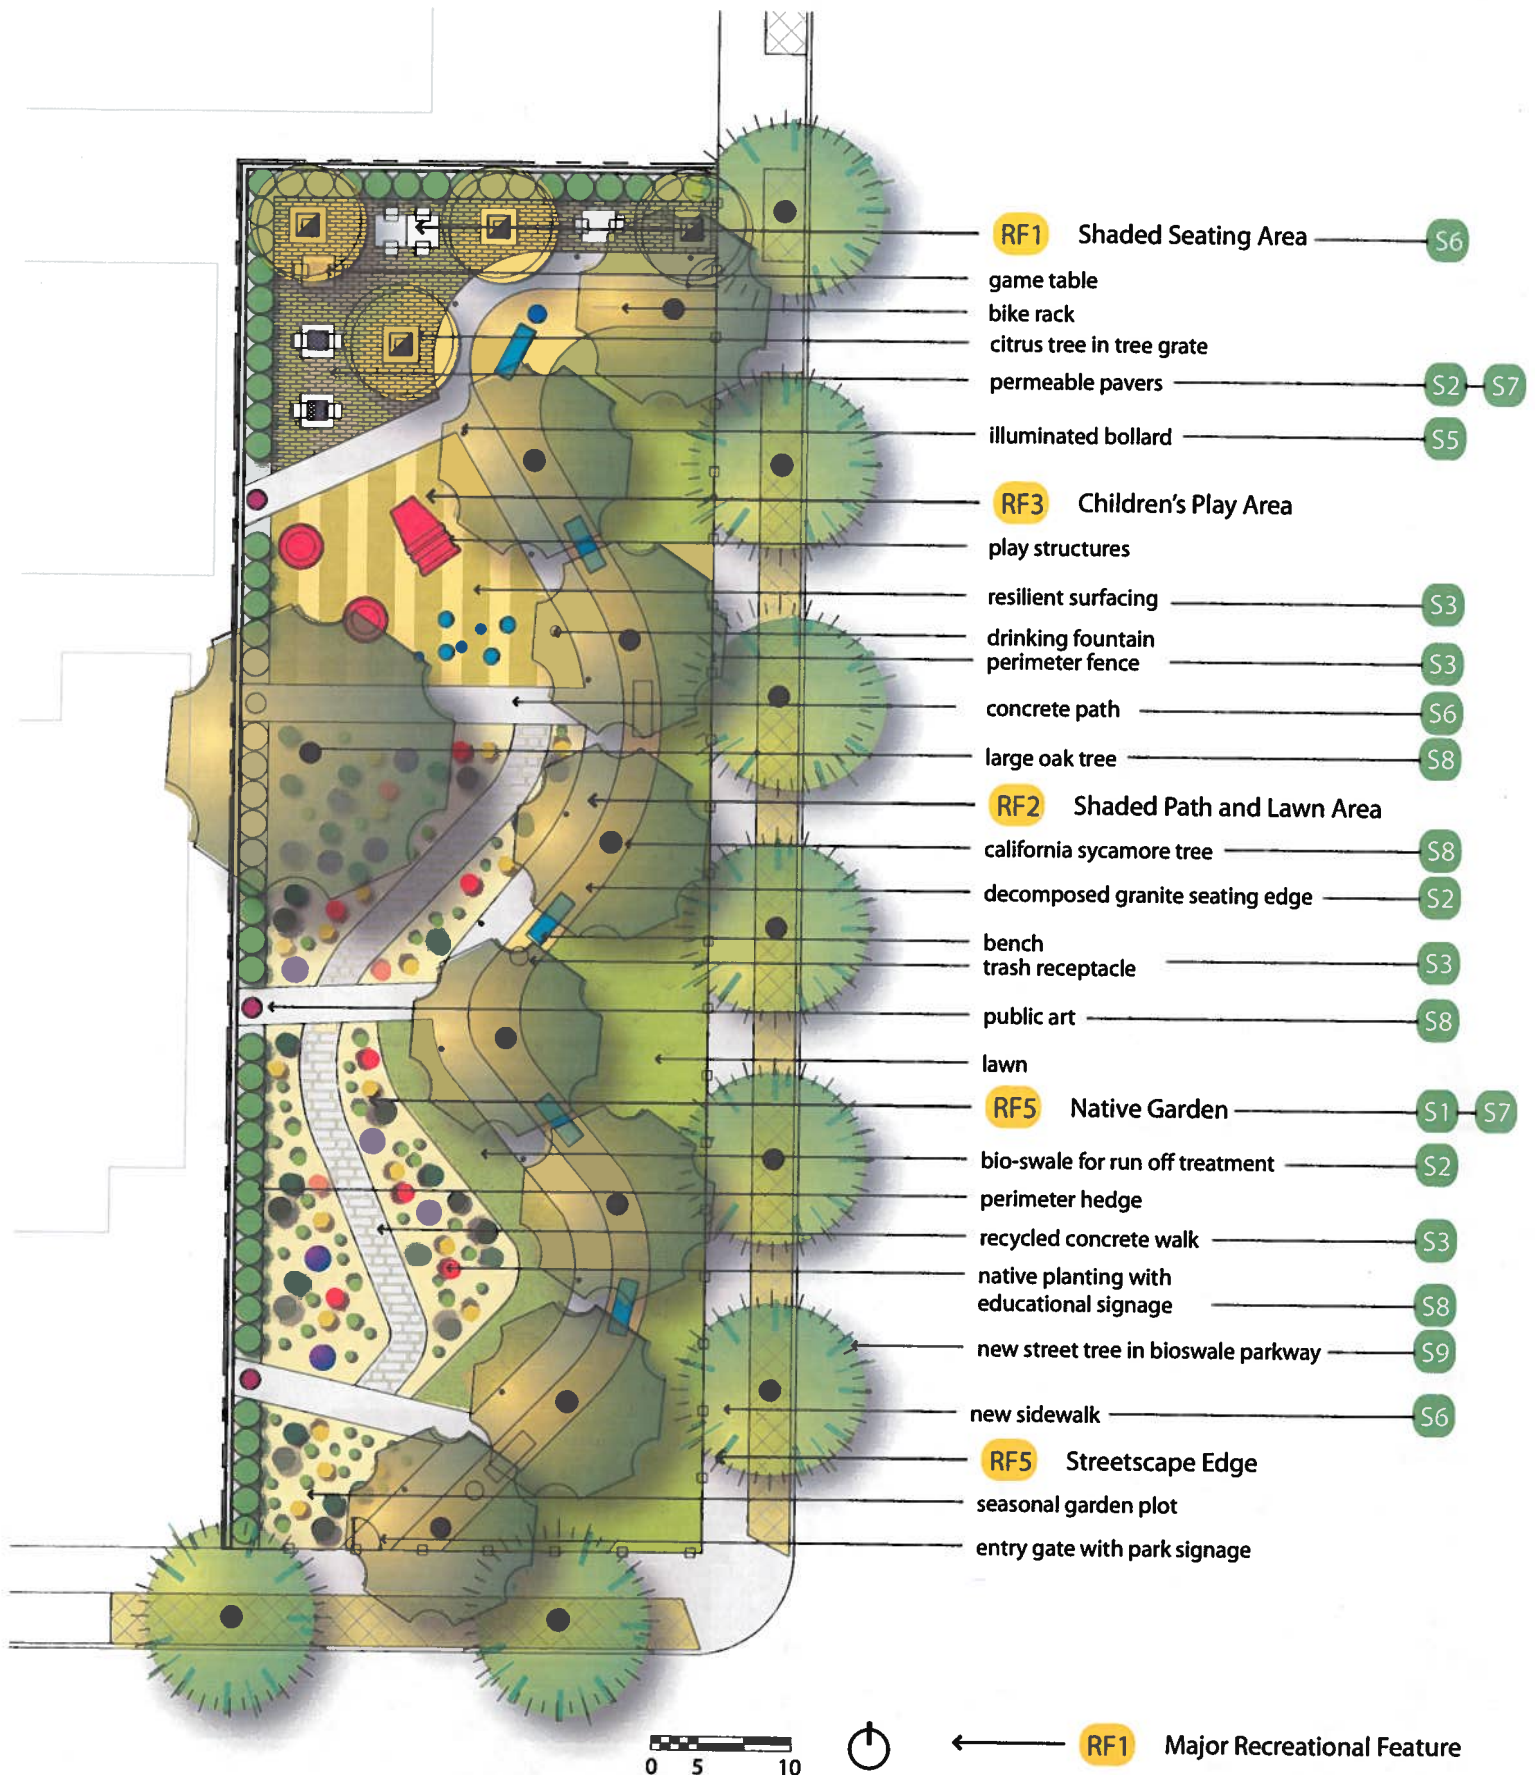 RF1 Shaded Seating Area S6
game table
bike rack
citrus tree in tree grate
permeable pavers S2 S7
illuminated bollard S5
RF3 Children's Play Area
play structures
resilient surfacing S3
drinking fountain
perimeter fence S3
concrete path S6
large oak tree S8
RF2 Shaded Path and Lawn Area
california sycamore tree S8
decomposed granite seating edge S2
bench
trash receptacle S3
public art S8
lawn
RF5 Native Garden S1 S7
bio-swale for run off treatment S2
perimeter hedge
recycled concrete walk S3
native planting with
educational signage S8
new street tree in bioswale parkway S9
new sidewalk S6
RF5 Streetscape Edge
seasonal garden plot
entry gate with park signage
RF1 Major Recreational Feature
0 5 10